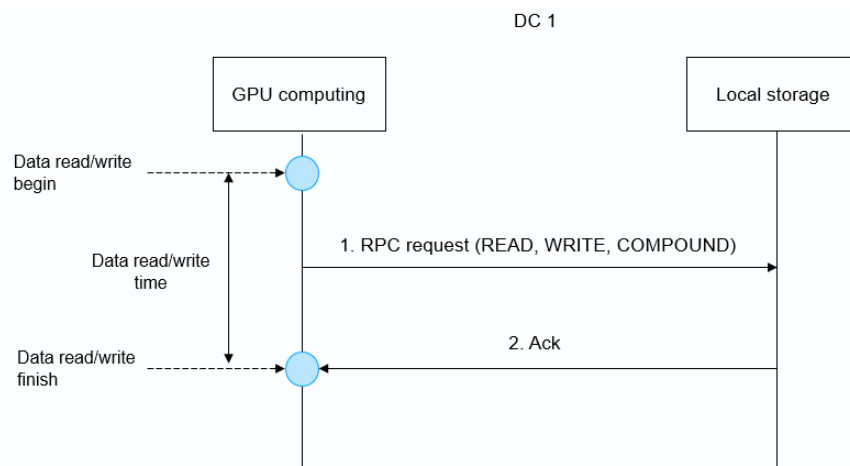 DC 1
GPU computing
Local storage
Data read/write
begin
1. RPC request (READ, WRITE, COMPOUND)
Data read/write
time
2. Ack
Data read/write
finish